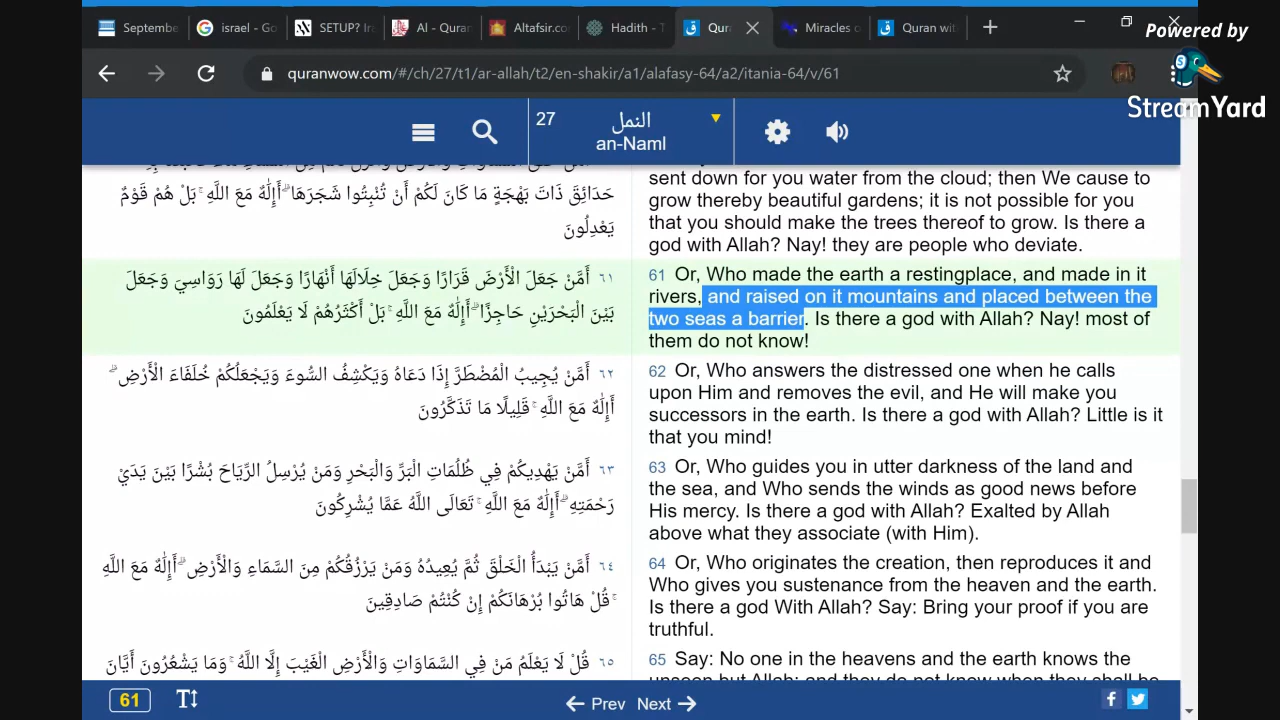 Septembe
israel - Go
SETUP? Ira
Al - Quran
Altafsir.co
Hadith - T
Qur
Miracles o
Quran wit
Powered by
StreamYard
quranwow.com/#/ch/27/t1/ar-allah/t2/en-shakir/a1/alafasy-64/a2/itania-64/v/61
27
النمل
an-Naml
حَدَائِقَ ذَاتَ بَهْجَةٍ مَا كَانَ لَكُمْ أَنْ تُنْبِتُوا شَجَرَهَا ۗ أَإِلَٰهٌ مَعَ اللَّهِ ۚ بَلْ هُمْ قَوْمٌ
يَعْدِلُونَ
sent down for you water from the cloud; then We cause to
grow thereby beautiful gardens; it is not possible for you
that you should make the trees thereof to grow. Is there a
god with Allah? Nay! they are people who deviate.
٦١ أَمَّنْ جَعَلَ الْأَرْضَ قَرَارًا وَجَعَلَ خِلَالَهَا أَنْهَارًا وَجَعَلَ لَهَا رَوَاسِيَ وَجَعَلَ
بَيْنَ الْبَحْرَيْنِ حَاجِزًا ۗ أَإِلَٰهٌ مَعَ اللَّهِ ۚ بَلْ أَكْثَرُهُمْ لَا يَعْلَمُونَ
61 Or, Who made the earth a restingplace, and made in it
rivers, and raised on it mountains and placed between the
two seas a barrier. Is there a god with Allah? Nay! most of
them do not know!
٦٢ أَمَّنْ يُجِيبُ الْمُضْطَرَّ إِذَا دَعَاهُ وَيَكْشِفُ السُّوءَ وَيَجْعَلُكُمْ خُلَفَاءَ الْأَرْضِ ۗ
أَإِلَٰهٌ مَعَ اللَّهِ ۚ قَلِيلًا مَا تَذَكَّرُونَ
62 Or, Who answers the distressed one when he calls
upon Him and removes the evil, and He will make you
successors in the earth. Is there a god with Allah? Little is it
that you mind!
٦٣ أَمَّنْ يَهْدِيكُمْ فِي ظُلُمَاتِ الْبَرِّ وَالْبَحْرِ وَمَنْ يُرْسِلُ الرِّيَاحَ بُشْرًا بَيْنَ يَدَيْ
رَحْمَتِهِ ۗ أَإِلَٰهٌ مَعَ اللَّهِ ۚ تَعَالَى اللَّهُ عَمَّا يُشْرِكُونَ
63 Or, Who guides you in utter darkness of the land and
the sea, and Who sends the winds as good news before
His mercy. Is there a god with Allah? Exalted by Allah
above what they associate (with Him).
٦٤ أَمَّنْ يَبْدَأُ الْخَلْقَ ثُمَّ يُعِيدُهُ وَمَنْ يَرْزُقُكُمْ مِنَ السَّمَاءِ وَالْأَرْضِ ۗ أَإِلَٰهٌ مَعَ اللَّهِ
ۚ قُلْ هَاتُوا بُرْهَانَكُمْ إِنْ كُنْتُمْ صَادِقِينَ
64 Or, Who originates the creation, then reproduces it and
Who gives you sustenance from the heaven and the earth.
Is there a god With Allah? Say: Bring your proof if you are
truthful.
٦٥ قُلْ لَا يَعْلَمُ مَنْ فِي السَّمَاوَاتِ وَالْأَرْضِ الْغَيْبَ إِلَّا اللَّهُ ۚ وَمَا يَشْعُرُونَ أَيَّانَ
65 Say: No one in the heavens and the earth knows the
unseen but Allah; and they do not know when they shall be
61
Prev Next